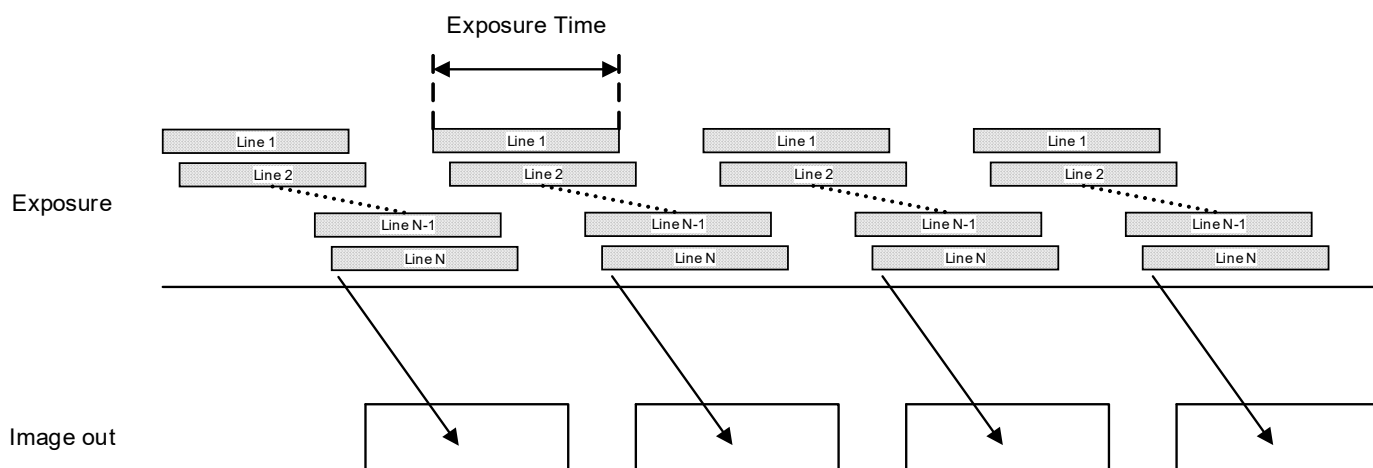 Exposure Time
Line 1 Line 1 Line 1 Line 1
Line 2 Line 2 Line 2 Line 2
Exposure
Line N-1 Line N-1 Line N-1 Line N-1
Line N Line N Line N Line N
Image out